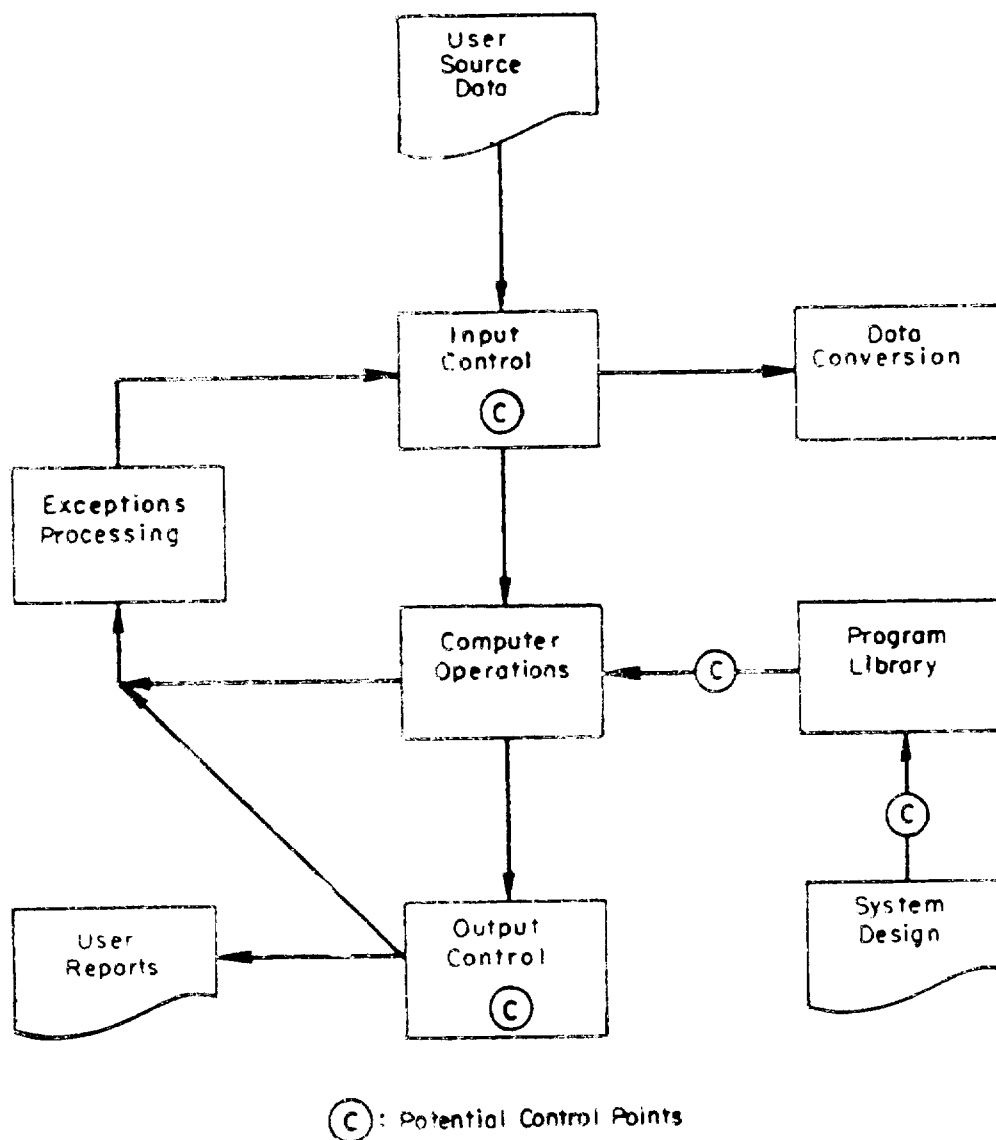 User
Source
Data
Input
Control
C
Data
Conversion
Exceptions
Processing
Computer
Operations
C
Program
Library
C
System
Design
Output
Control
C
User
Reports
C : Potential Control Points